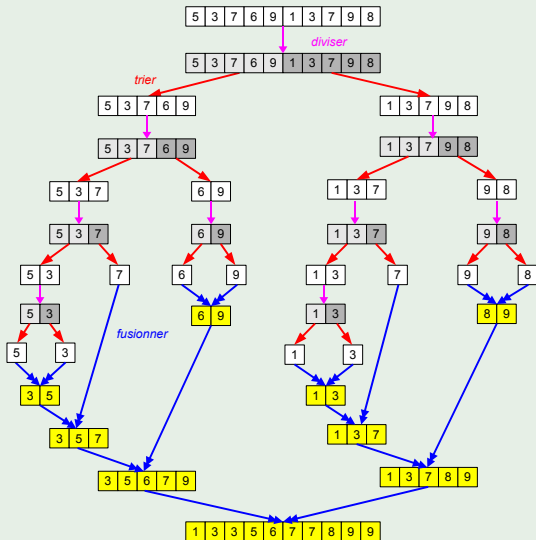 5 3 7 6 9 1 3 7 9 8
diviser
5 3 7 6 9 1 3 7 9 8
trier
5 3 7 6 9 1 3 7 9 8
5 3 7 6 9 1 3 7 9 8
5 3 7 6 9 1 3 7 9 8
5 3 7 6 9 1 3 7 9 8
5 3 7 6 9 1 3 7 9 8
5 3 6 9 1 3 8 9
fusionner
5 3 1 3
3 5 1 3
3 5 7 1 3 7
3 5 6 7 9 1 3 7 8 9
1 3 3 5 6 7 7 8 9 9